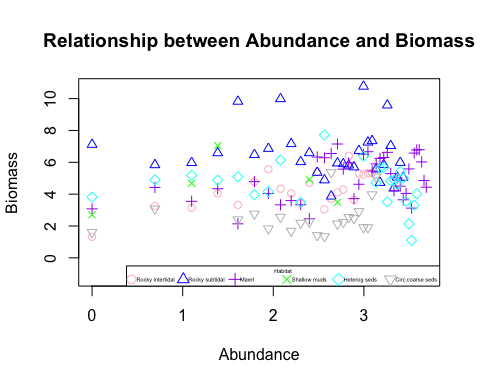 Relationship between Abundance and Biomass
10
8
6
4
2
0
Biomass
Habitat
Rocky intertidal Rocky subtidal Maerl Shallow muds Heterog seds Circ.coarse seds
0 1 2 3
Abundance